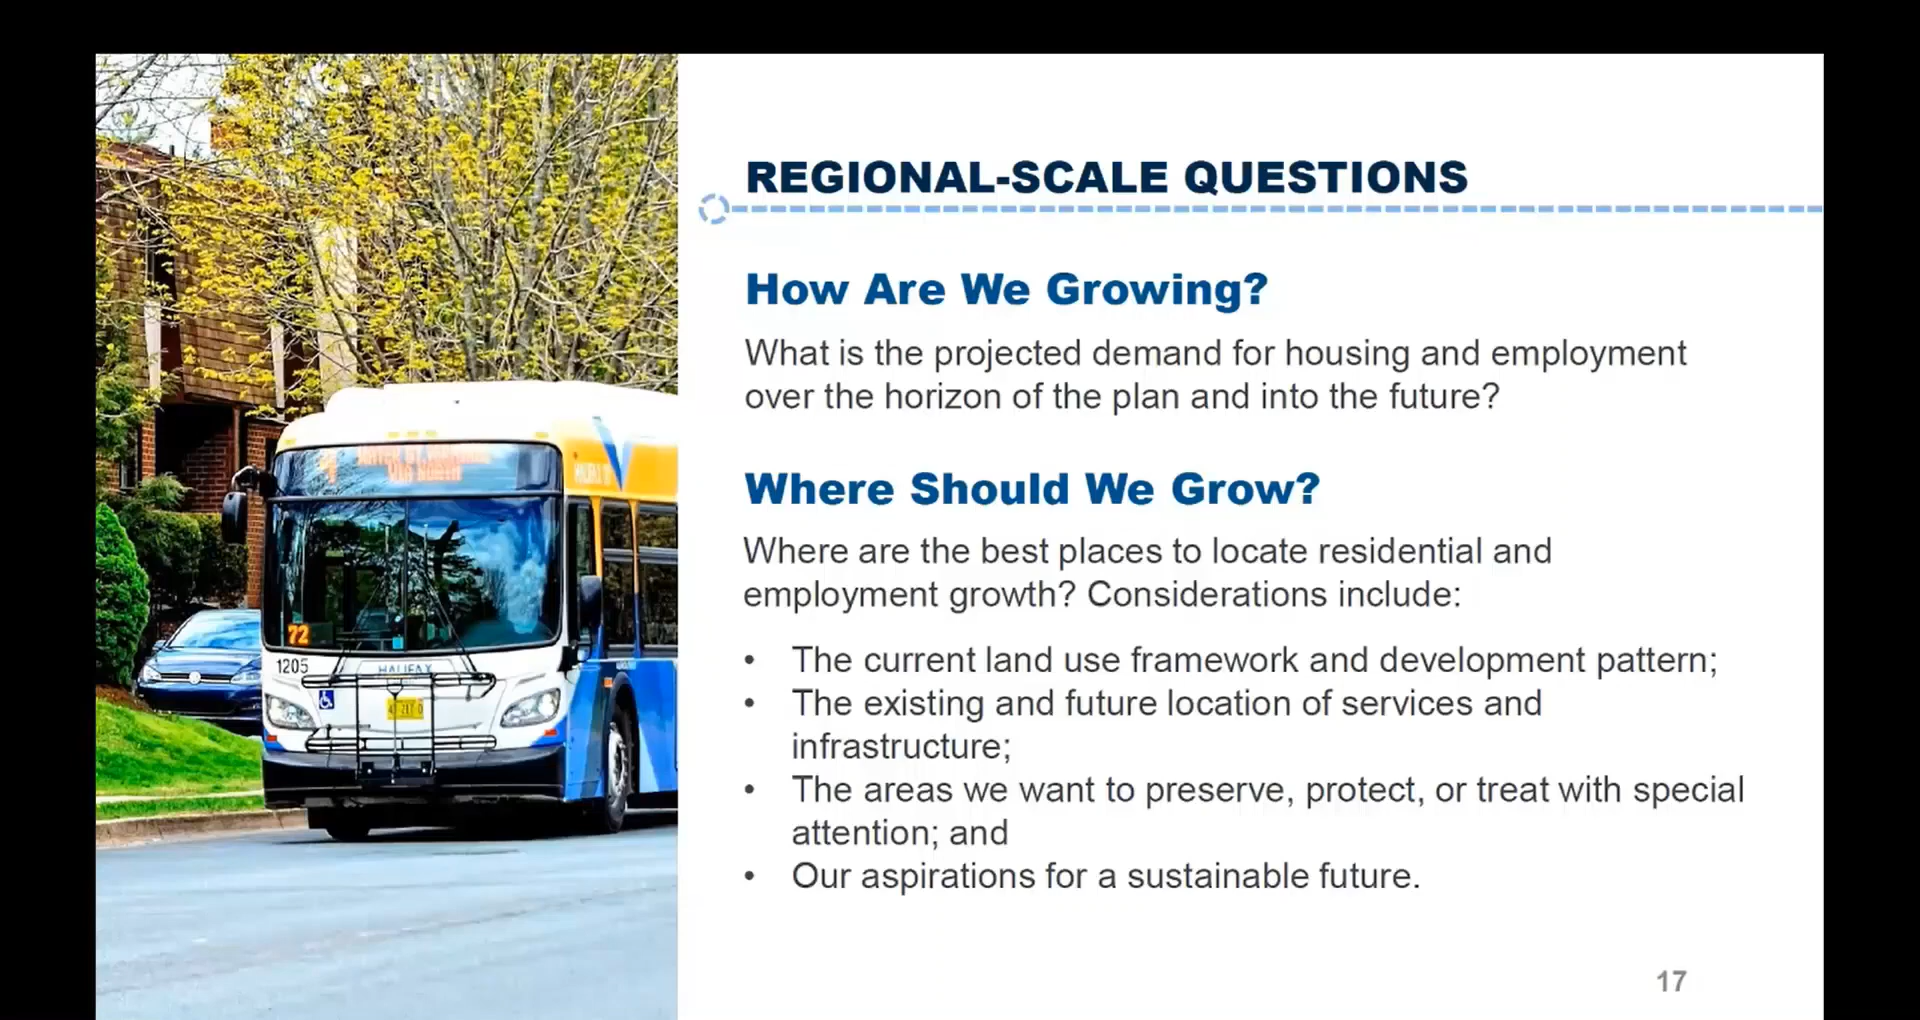 REGIONAL-SCALE QUESTIONS
How Are We Growing?
What is the projected demand for housing and employment
over the horizon of the plan and into the future?
Where Should We Grow?
Where are the best places to locate residential and
employment growth? Considerations include:
• The current land use framework and development pattern;
• The existing and future location of services and
infrastructure;
• The areas we want to preserve, protect, or treat with special
attention; and
• Our aspirations for a sustainable future.
17
HALIFAX
72
1205
HALIFAX